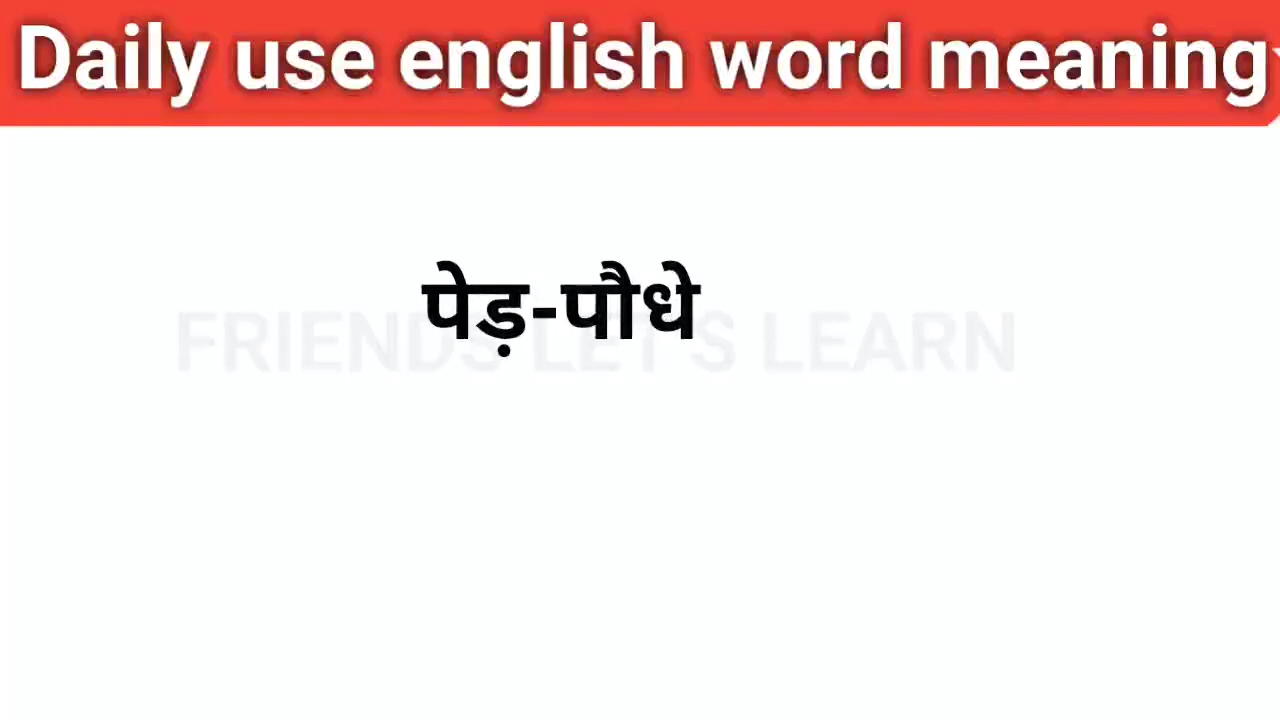 Daily use english word meaning
पेड़-पौधे
FRIENDS LET'S LEARN